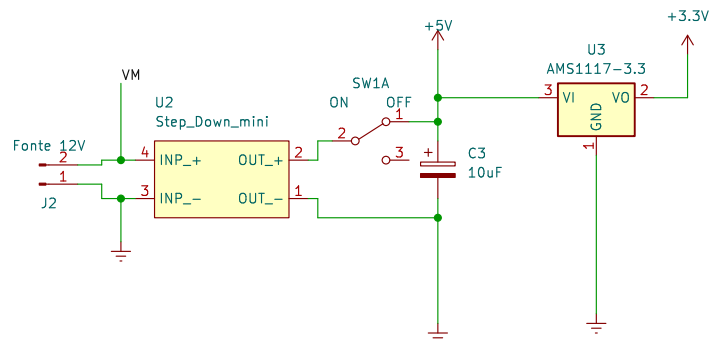 +5V
+3.3V
VM
U3
AMS1117-3.3
SW1A
ON OFF
U2
Step_Down_mini
3 VI VO 2
GND
1
1
2
3
Fonte 12V
2
1
J2
4 INP_+ OUT_+ 2
3 INP_- OUT_- 1
+
C3
10uF